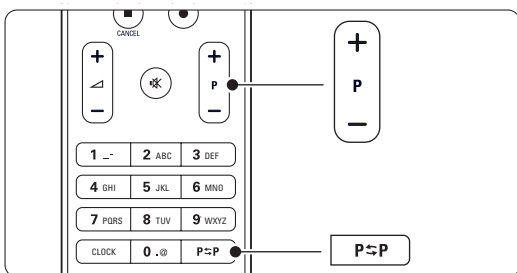 CANCEL
+ + +
P P
− − −
1 _- 2 ABC 3 DEF
4 GHI 5 JKL 6 MNO
7 PQRS 8 TUV 9 WXYZ
CLOCK 0 .@ P⇆P P⇆P